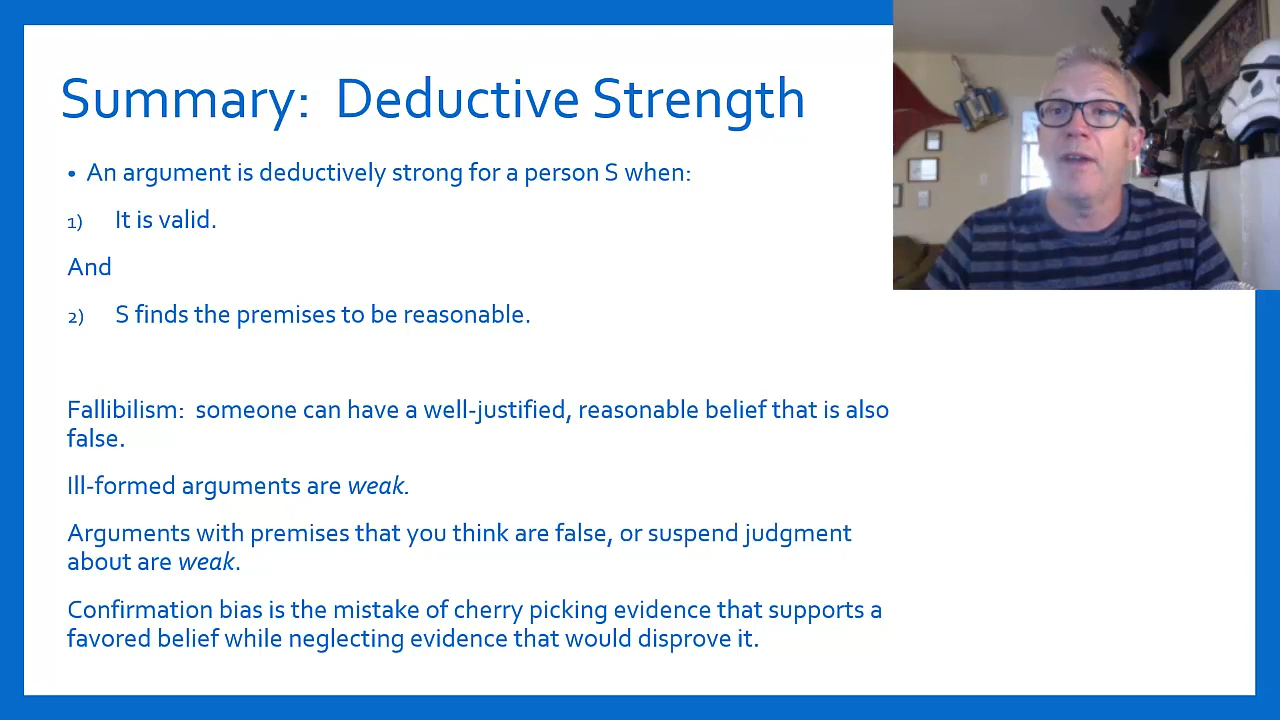 Summary: Deductive Strength
• An argument is deductively strong for a person S when:
1) It is valid.
And
2) S finds the premises to be reasonable.
Fallibilism: someone can have a well-justified, reasonable belief that is also
false.
Ill-formed arguments are weak.
Arguments with premises that you think are false, or suspend judgment
about are weak.
Confirmation bias is the mistake of cherry picking evidence that supports a
favored belief while neglecting evidence that would disprove it.